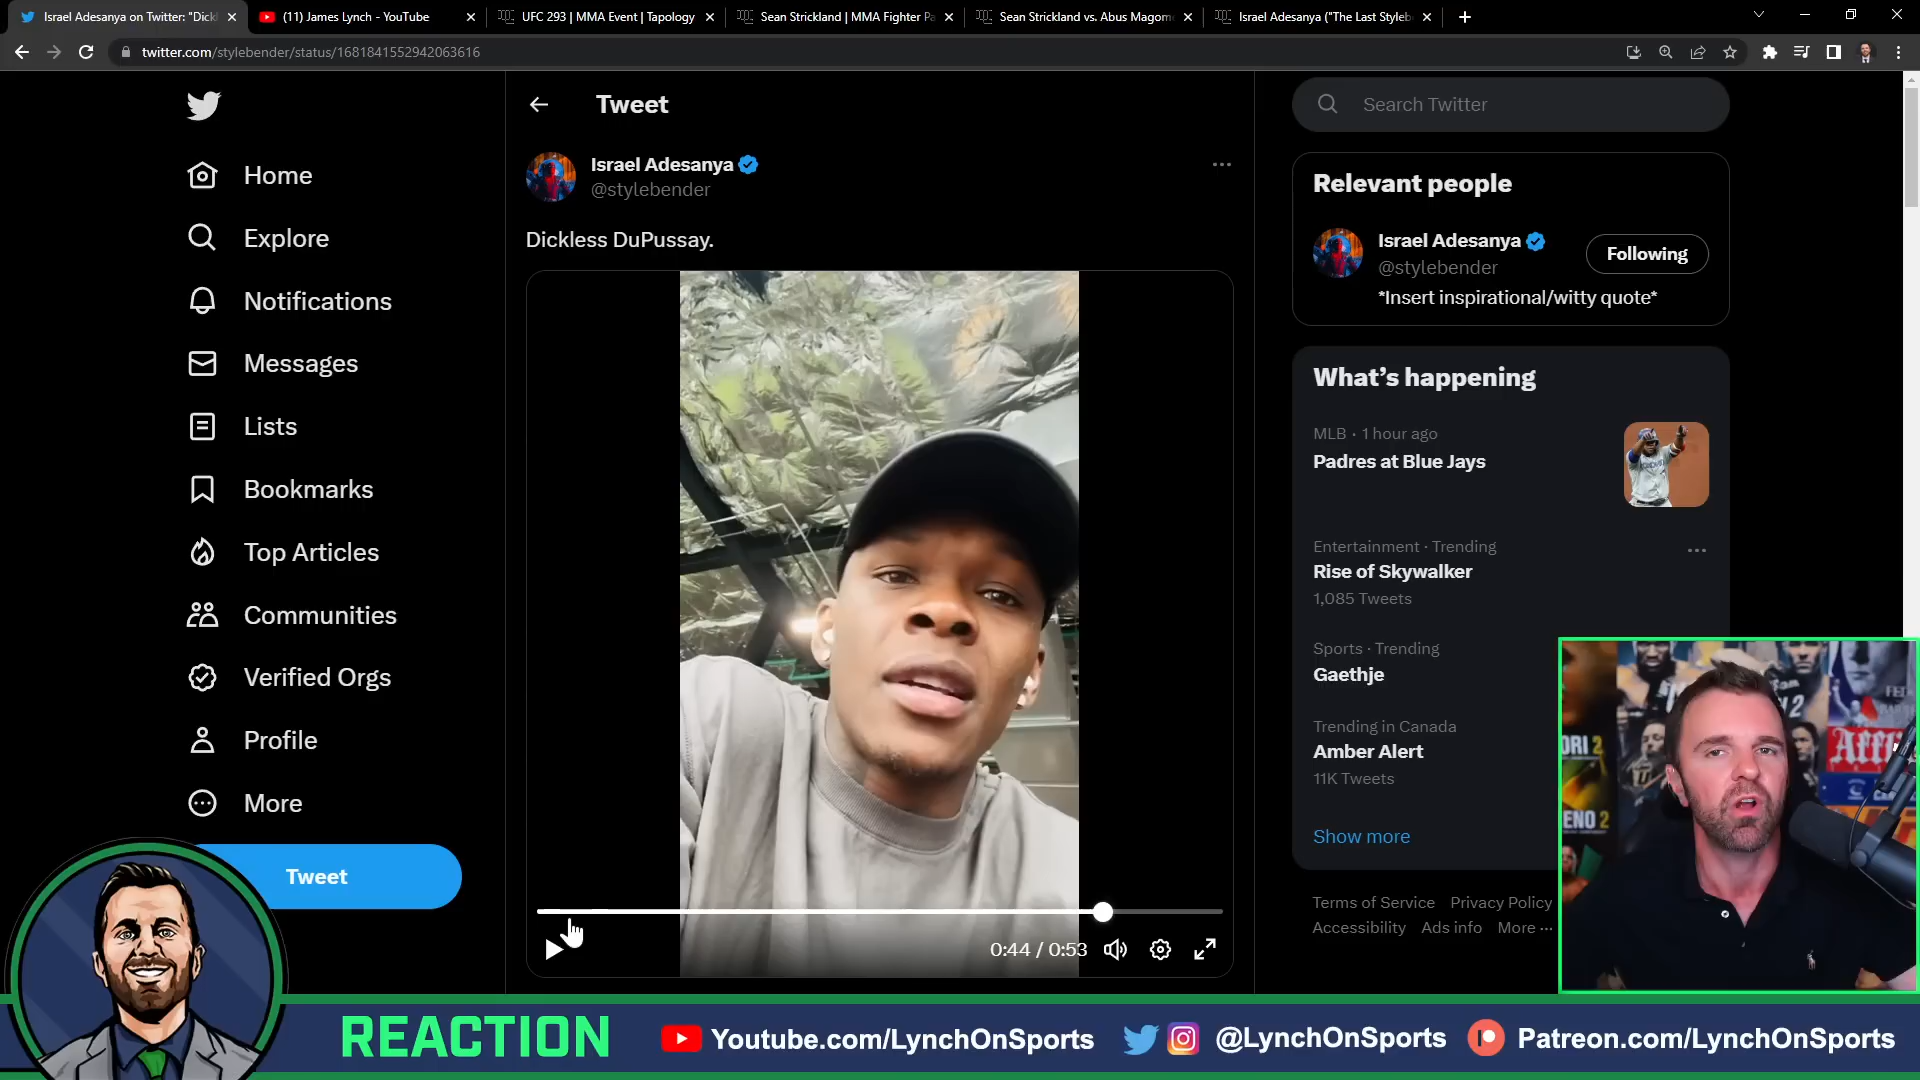 Israel Adesanya on Twitter: "Dickl
(11) James Lynch - YouTube
UFC 293 | MMA Event | Tapology
Sean Strickland | MMA Fighter Pa
Sean Strickland vs. Abus Magom
Israel Adesanya ("The Last Styleb
twitter.com/stylebender/status/1681841552942063616
Home
Explore
Notifications
Messages
Lists
Bookmarks
Top Articles
Communities
Verified Orgs
Profile
More
Tweet
Tweet
Israel Adesanya
@stylebender
Dickless DuPussay.
0:44 / 0:53
Search Twitter
Relevant people
Israel Adesanya
@stylebender
Following
*Insert inspirational/witty quote*
What's happening
MLB · 1 hour ago
Padres at Blue Jays
Entertainment · Trending
Rise of Skywalker
1,085 Tweets
Sports · Trending
Gaethje
Trending in Canada
Amber Alert
11K Tweets
Show more
Terms of Service Privacy Policy
Accessibility Ads info More ···
ORI 2
ENO 2
REACTION
Youtube.com/LynchOnSports
@LynchOnSports
Patreon.com/LynchOnSports